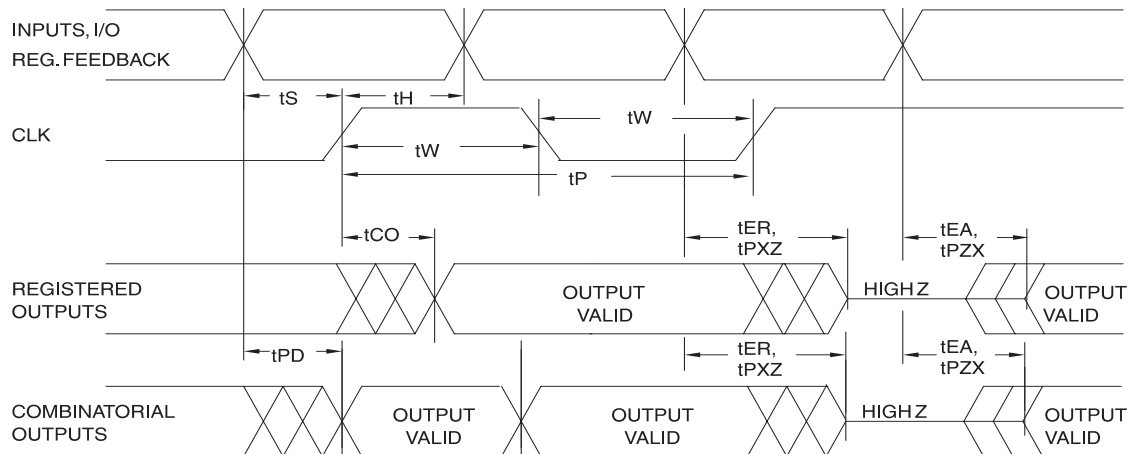 INPUTS, I/O
REG. FEEDBACK
tS
tH
CLK
tW
tW
tP
tCO
tER,
tPXZ
tEA,
tPZX
REGISTERED
OUTPUTS
OUTPUT
VALID
HIGH Z
OUTPUT
VALID
tPD
tER,
tPXZ
tEA,
tPZX
COMBINATORIAL
OUTPUTS
OUTPUT
VALID
OUTPUT
VALID
HIGH Z
OUTPUT
VALID